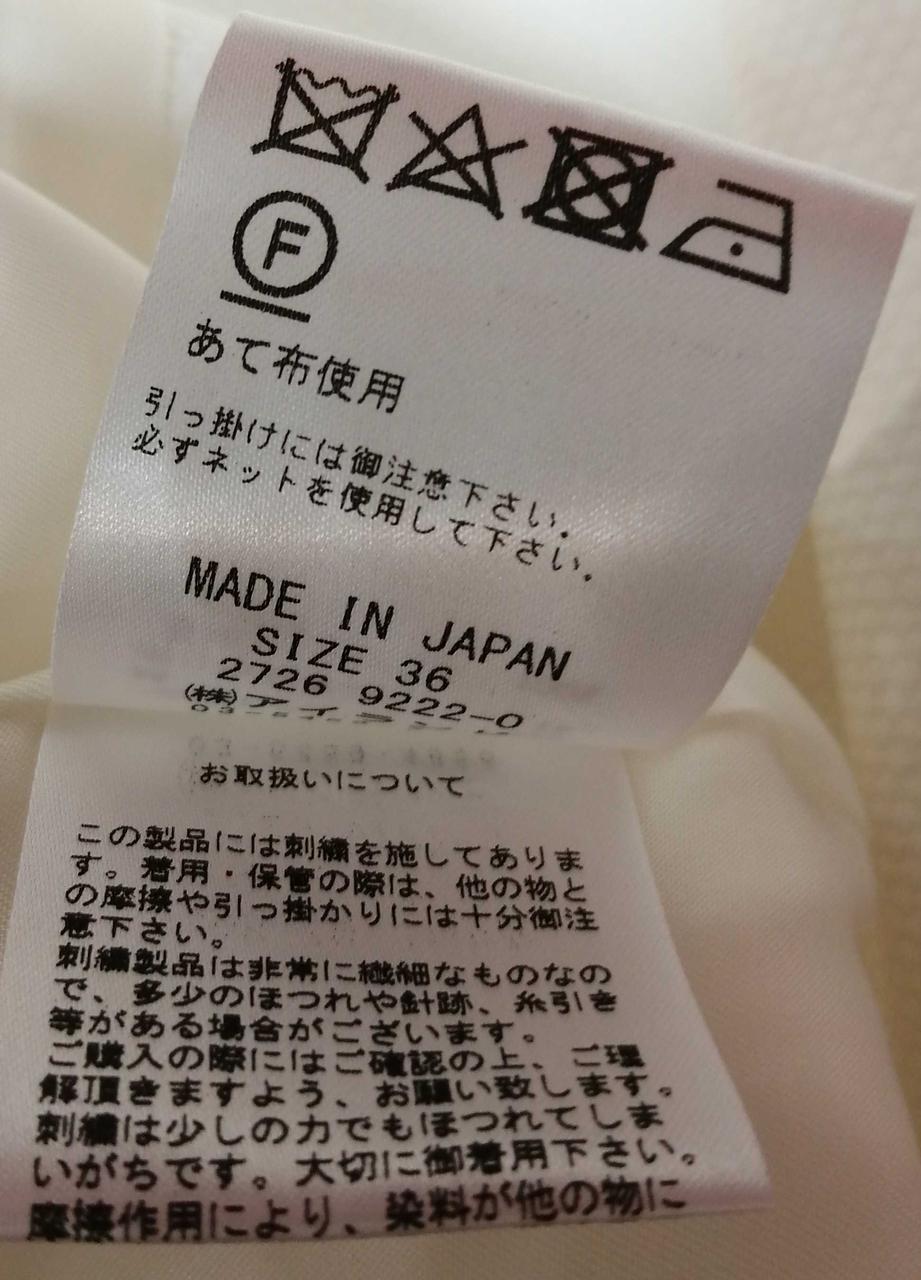 F
あて布使用
引っ掛けには御注意下さい。
必ずネットを使用して下さい。
MADE IN JAPAN
SIZE 36
2726 9222-0
(株)アイランド
お取扱いについて
この製品には刺繍を施してありま
す。着用・保管の際は、他の物と
の摩擦や引っ掛かりには十分御注
意下さい。
刺繍製品は非常に繊細なものなの
で、多少のほつれや針跡、糸引き
等がある場合がございます。
ご購入の際にはご確認の上、ご理
解頂きますよう、お願い致します。
刺繍は少しの力でもほつれてしま
いがちです。大切に御着用下さい。
摩擦作用により、染料が他の物に